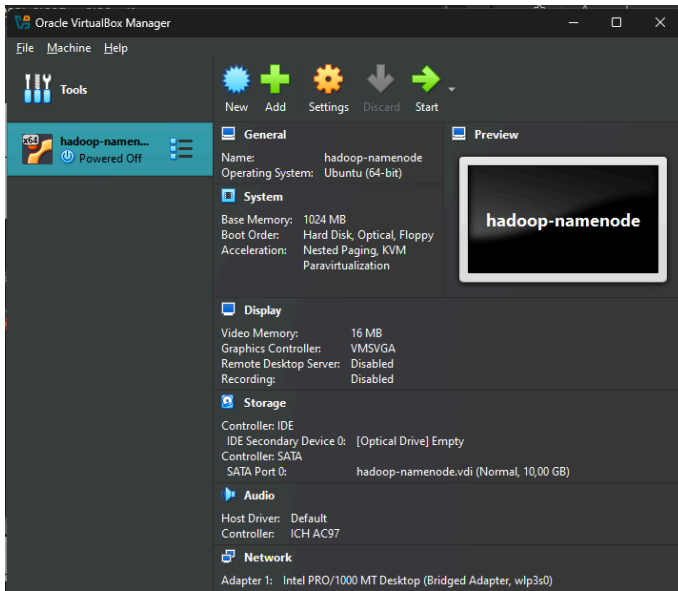 Oracle VirtualBox Manager
File Machine Help
Tools
New Add Settings Discard Start
x64
hadoop-namen...
Powered Off
General
Name: hadoop-namenode
Operating System: Ubuntu (64-bit)
Preview
hadoop-namenode
System
Base Memory: 1024 MB
Boot Order: Hard Disk, Optical, Floppy
Acceleration: Nested Paging, KVM
Paravirtualization
Display
Video Memory: 16 MB
Graphics Controller: VMSVGA
Remote Desktop Server: Disabled
Recording: Disabled
Storage
Controller: IDE
IDE Secondary Device 0: [Optical Drive] Empty
Controller: SATA
SATA Port 0: hadoop-namenode.vdi (Normal, 10,00 GB)
Audio
Host Driver: Default
Controller: ICH AC97
Network
Adapter 1: Intel PRO/1000 MT Desktop (Bridged Adapter, wlp3s0)